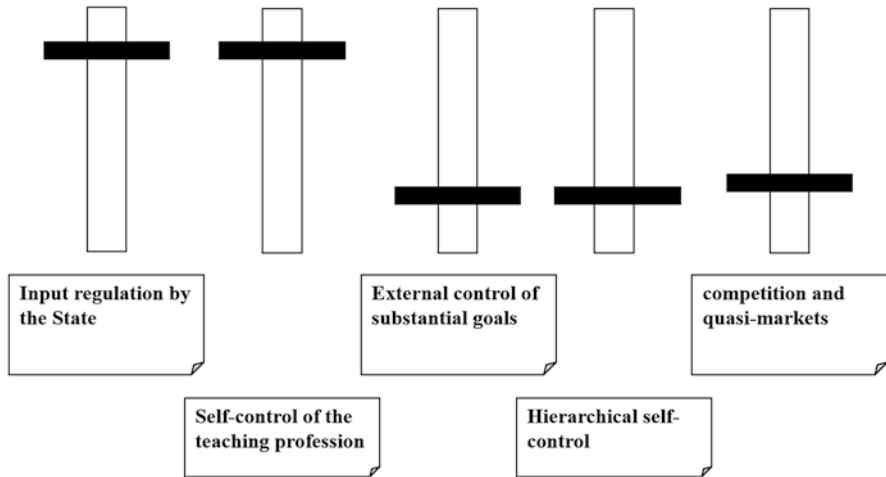 Input regulation by
the State
External control of
substantial goals
competition and
quasi-markets
Self-control of the
teaching profession
Hierarchical self-
control